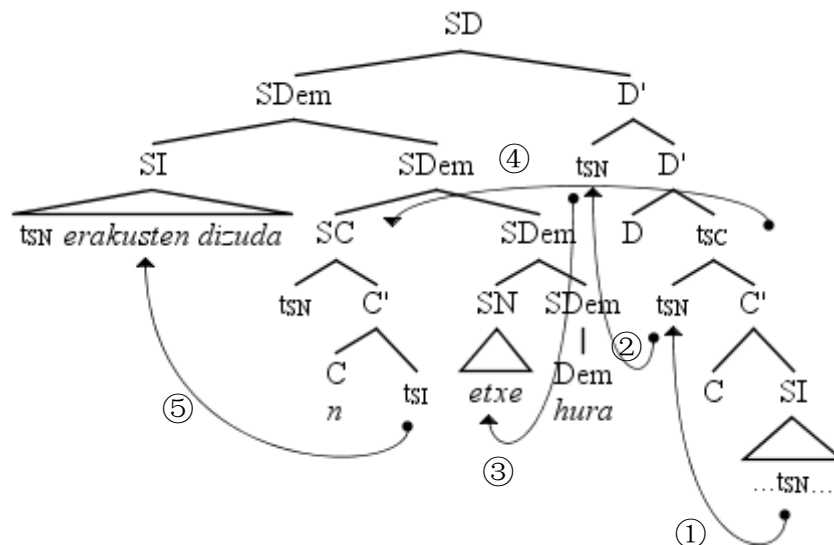 SD
SDem D'
SI SDem ④ tSN D'
tSN erakusten dizuda SC SDem D tSC
tSN C' SN SDem ② tSN C'
C tSI etxe Dem C SI
⑤ n hura
③ ...tSN...
①